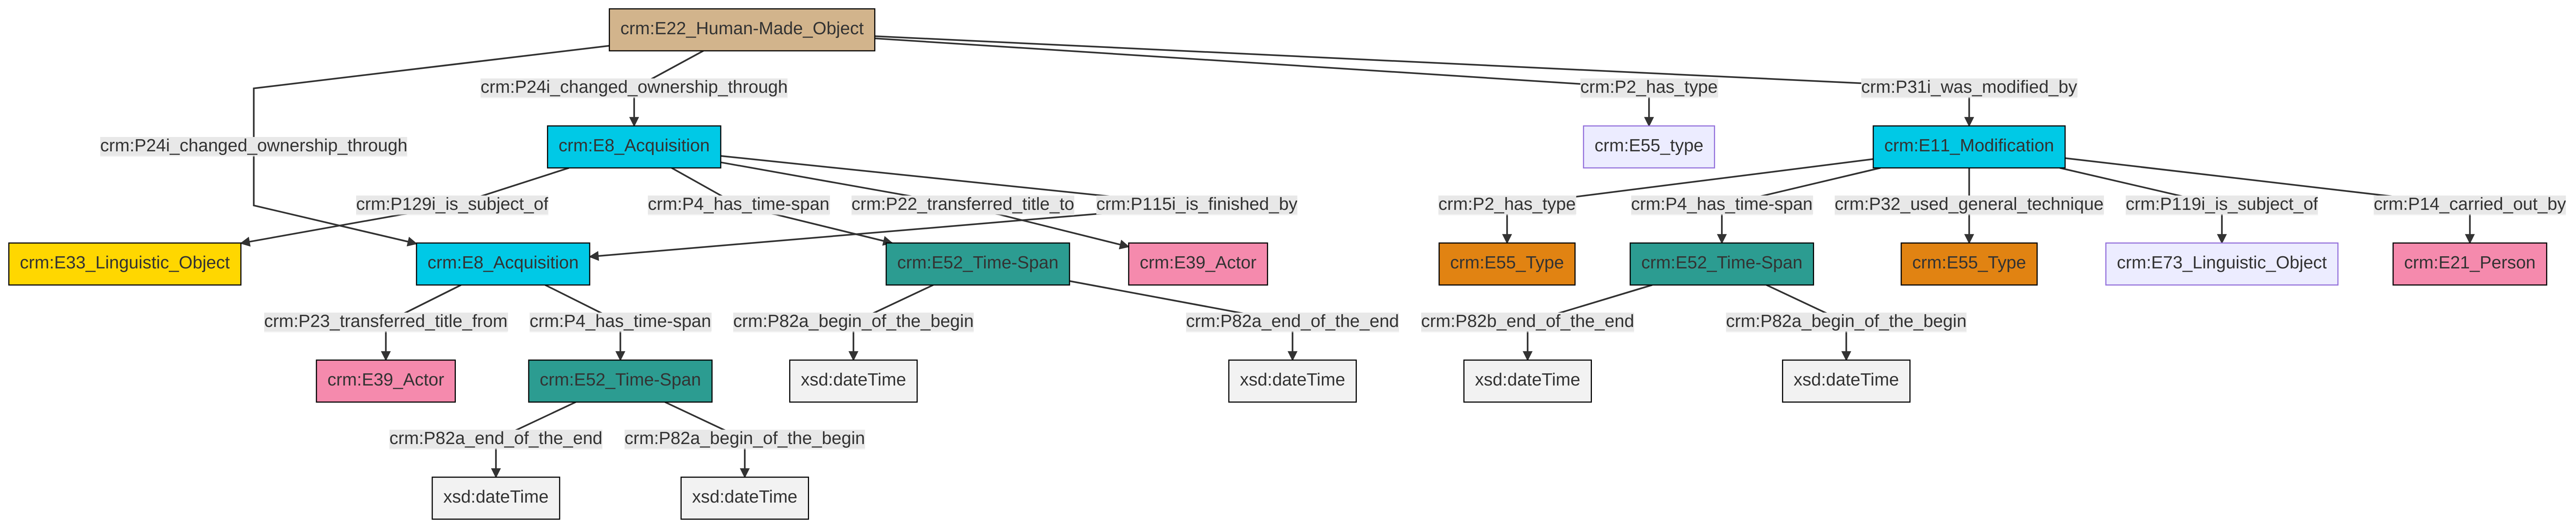 crm:E22_Human-Made_Object
crm:P24i_changed_ownership_through
crm:P2_has_type
crm:P31i_was_modified_by
crm:P24i_changed_ownership_through
crm:E8_Acquisition
crm:E55_type
crm:E11_Modification
crm:P129i_is_subject_of
crm:P4_has_time-span
crm:P22_transferred_title_to
crm:P115i_is_finished_by
crm:P2_has_type
crm:P4_has_time-span
crm:P32_used_general_technique
crm:P119i_is_subject_of
crm:P14_carried_out_by
crm:E33_Linguistic_Object
crm:E8_Acquisition
crm:E52_Time-Span
crm:E39_Actor
crm:E55_Type
crm:E52_Time-Span
crm:E55_Type
crm:E73_Linguistic_Object
crm:E21_Person
crm:P23_transferred_title_from
crm:P4_has_time-span
crm:P82a_begin_of_the_begin
crm:P82a_end_of_the_end
crm:P82b_end_of_the_end
crm:P82a_begin_of_the_begin
crm:E39_Actor
crm:E52_Time-Span
xsd:dateTime
xsd:dateTime
xsd:dateTime
xsd:dateTime
crm:P82a_end_of_the_end
crm:P82a_begin_of_the_begin
xsd:dateTime
xsd:dateTime